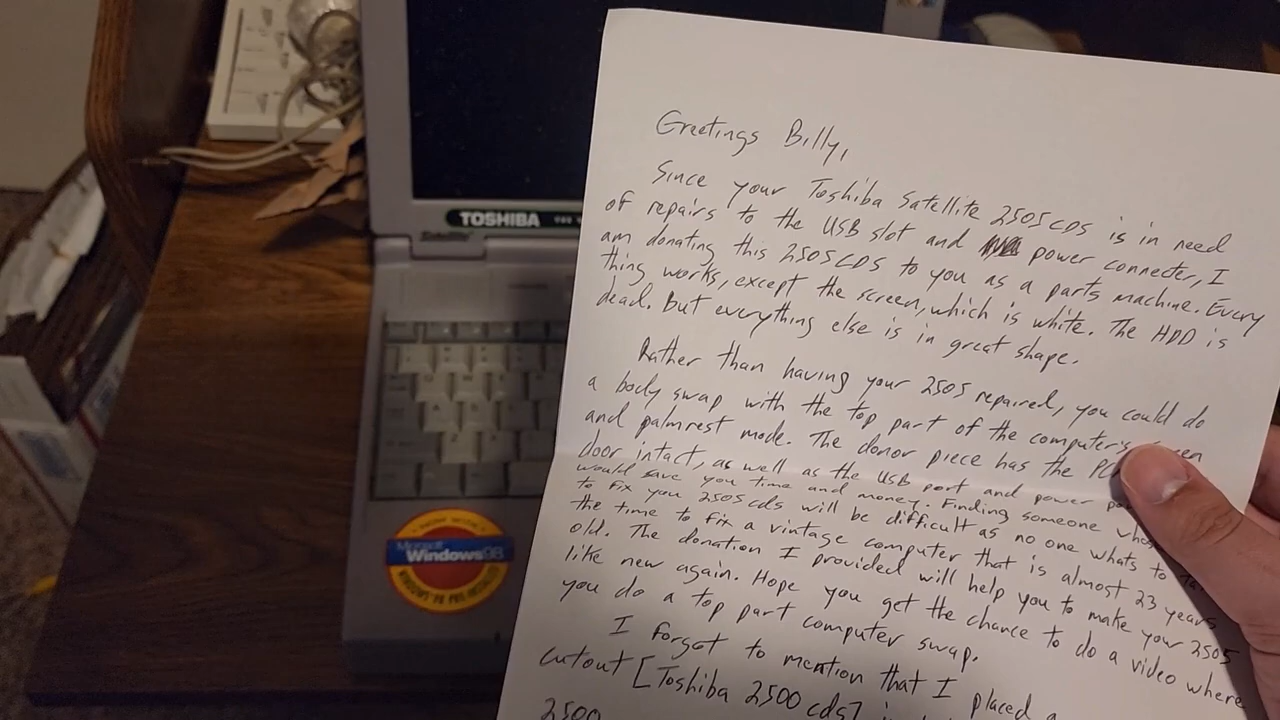 Greetings Billy,
Since your Toshiba Satellite 2505CDS is in need
of repairs to the USB slot and power connecter, I
am donating this 2505CDS to you as a parts machine. Every
thing works, except the screen, which is white. The HDD is
dead. But everything else is in great shape.
Rather than having your 2505 repaired, you could do
a body swap with the top part of the computer's
and palmrest mode. The donor piece has the
door intact, as well as the USB port and power
would save you time and money. Finding someone
to fix you 2505cds will be difficult as no one whats to
the time to fix a vintage computer that is almost 23 years
old. The donation I provided will help you to make your 2505
like new again. Hope you get the chance to do a video where
you do a top part computer swap.
I forgot to mention that I placed a
cutout [Toshiba 2500 cds]
2500
TOSHIBA
Satellite
Microsoft
Windows98